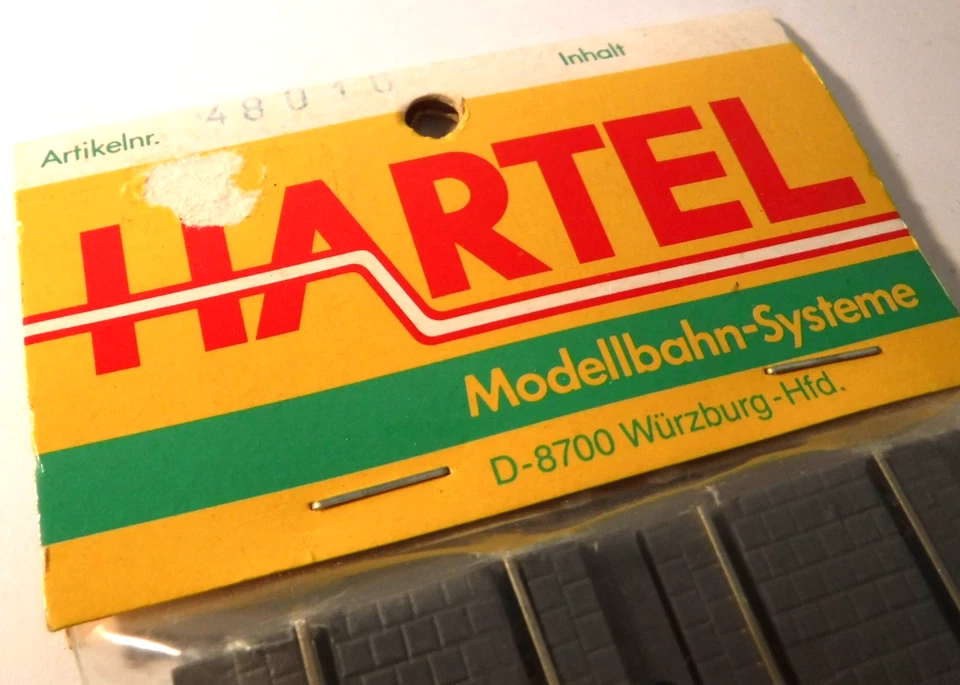 Artikelnr. 48010 Inhalt
HARTEL
Modellbahn-Systeme
D-8700 Würzburg-Hfd.